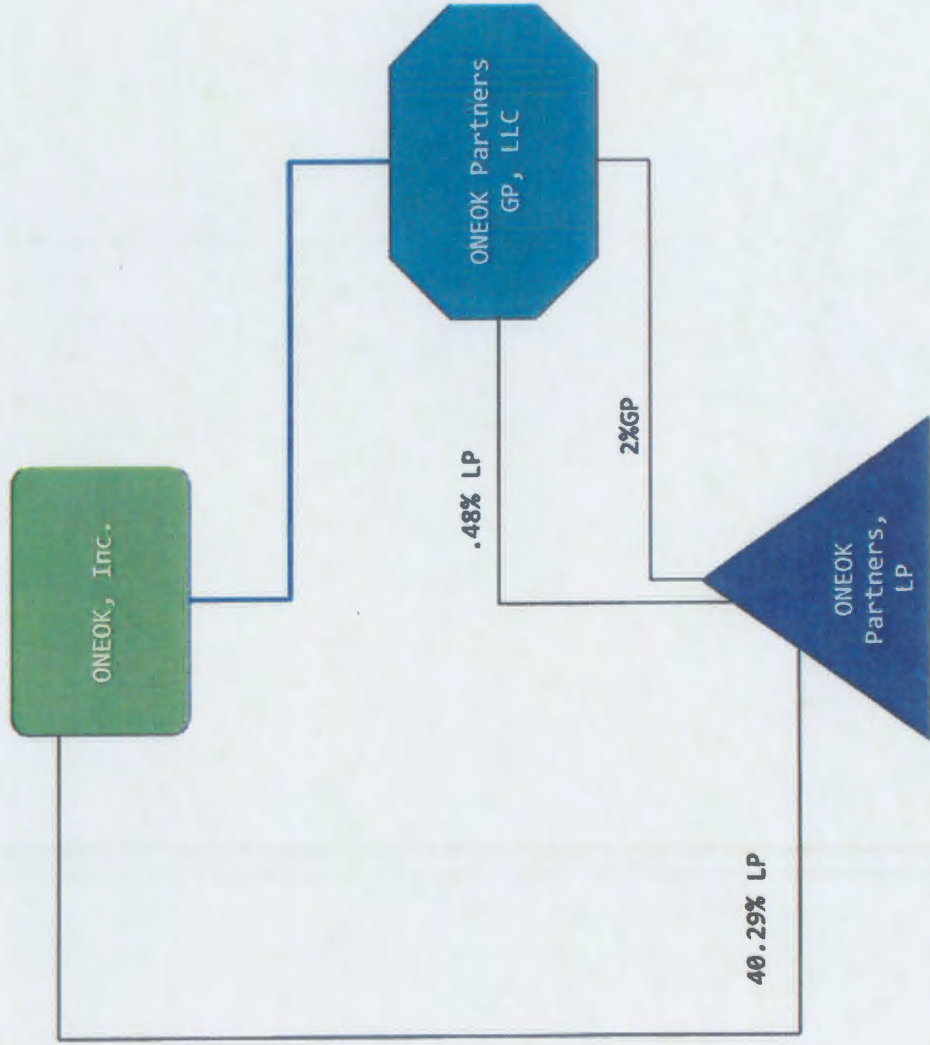 ONEOK, Inc.
ONEOK Partners
GP, LLC
.48% LP
2%GP
40.29% LP
ONEOK
Partners,
LP